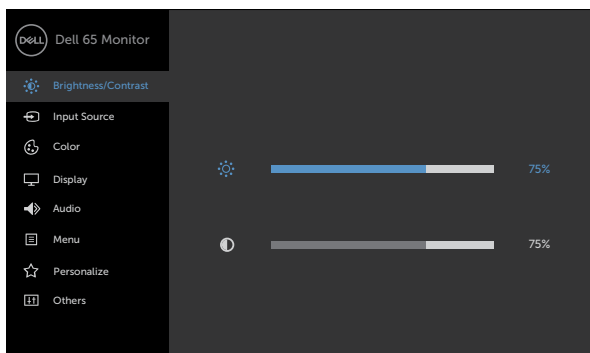 DELL
Dell 65 Monitor
Brightness/Contrast
Input Source
Color
Display
Audio
Menu
Personalize
Others
75%
75%